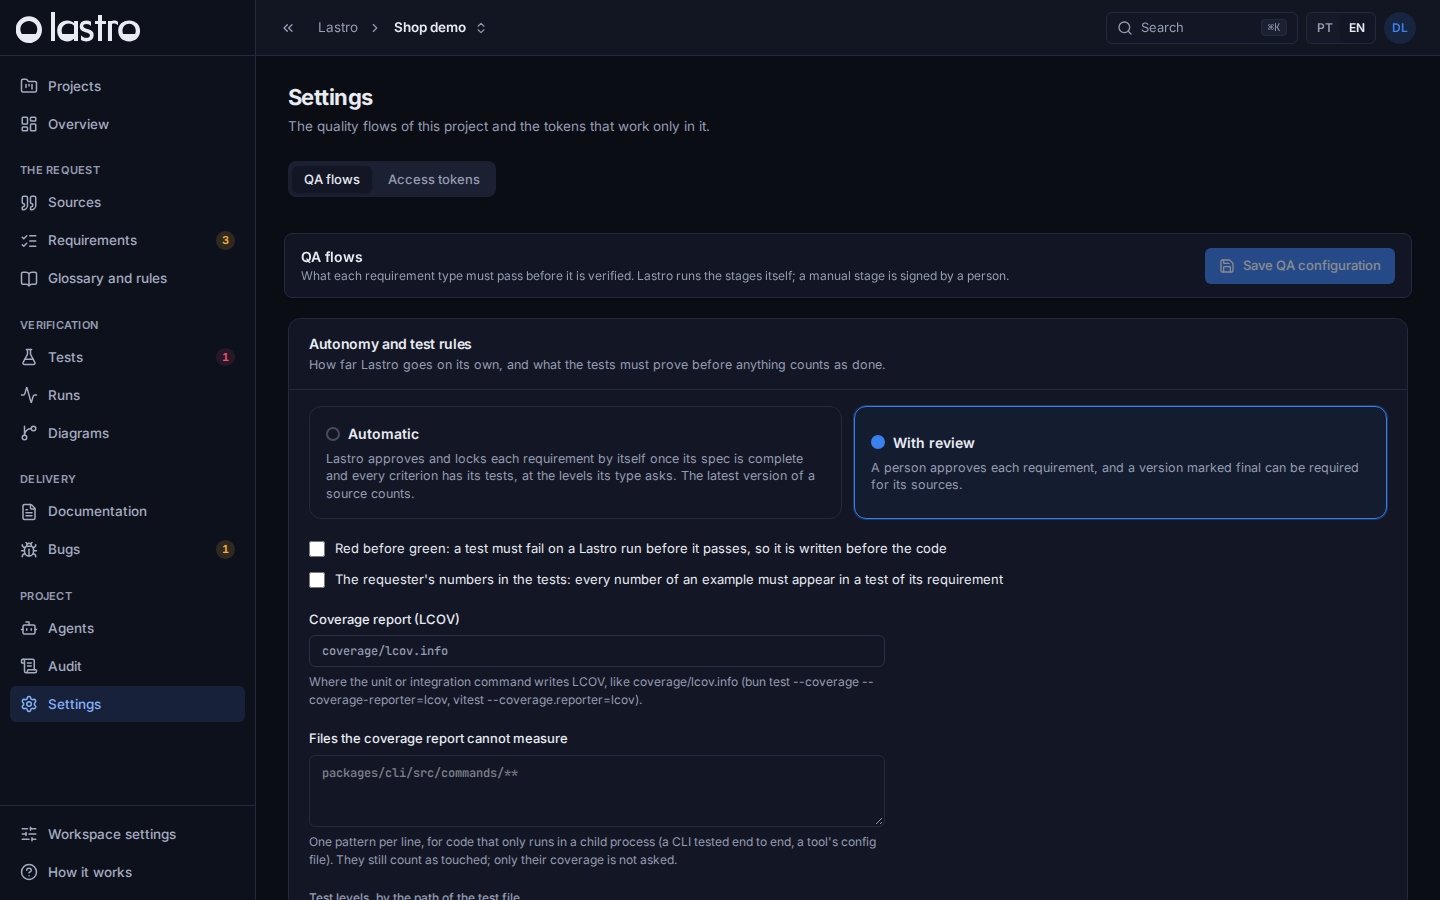 lastro
Lastro
Shop demo
Search
⌘K
PT
EN
DL
Projects
Overview
THE REQUEST
Sources
Requirements
3
Glossary and rules
VERIFICATION
Tests
1
Runs
Diagrams
DELIVERY
Documentation
Bugs
1
PROJECT
Agents
Audit
Settings
Workspace settings
How it works
Settings
The quality flows of this project and the tokens that work only in it.
QA flows
Access tokens
QA flows
What each requirement type must pass before it is verified. Lastro runs the stages itself; a manual stage is signed by a person.
Save QA configuration
Autonomy and test rules
How far Lastro goes on its own, and what the tests must prove before anything counts as done.
Automatic
Lastro approves and locks each requirement by itself once its spec is complete
and every criterion has its tests, at the levels its type asks. The latest version of a
source counts.
With review
A person approves each requirement, and a version marked final can be required
for its sources.
Red before green: a test must fail on a Lastro run before it passes, so it is written before the code
The requester's numbers in the tests: every number of an example must appear in a test of its requirement
Coverage report (LCOV)
coverage/lcov.info
Where the unit or integration command writes LCOV, like coverage/lcov.info (bun test --coverage --
coverage-reporter=lcov, vitest --coverage.reporter=lcov).
Files the coverage report cannot measure
packages/cli/src/commands/**
One pattern per line, for code that only runs in a child process (a CLI tested end to end, a tool's config
file). They still count as touched; only their coverage is not asked.
Test levels, by the path of the test file